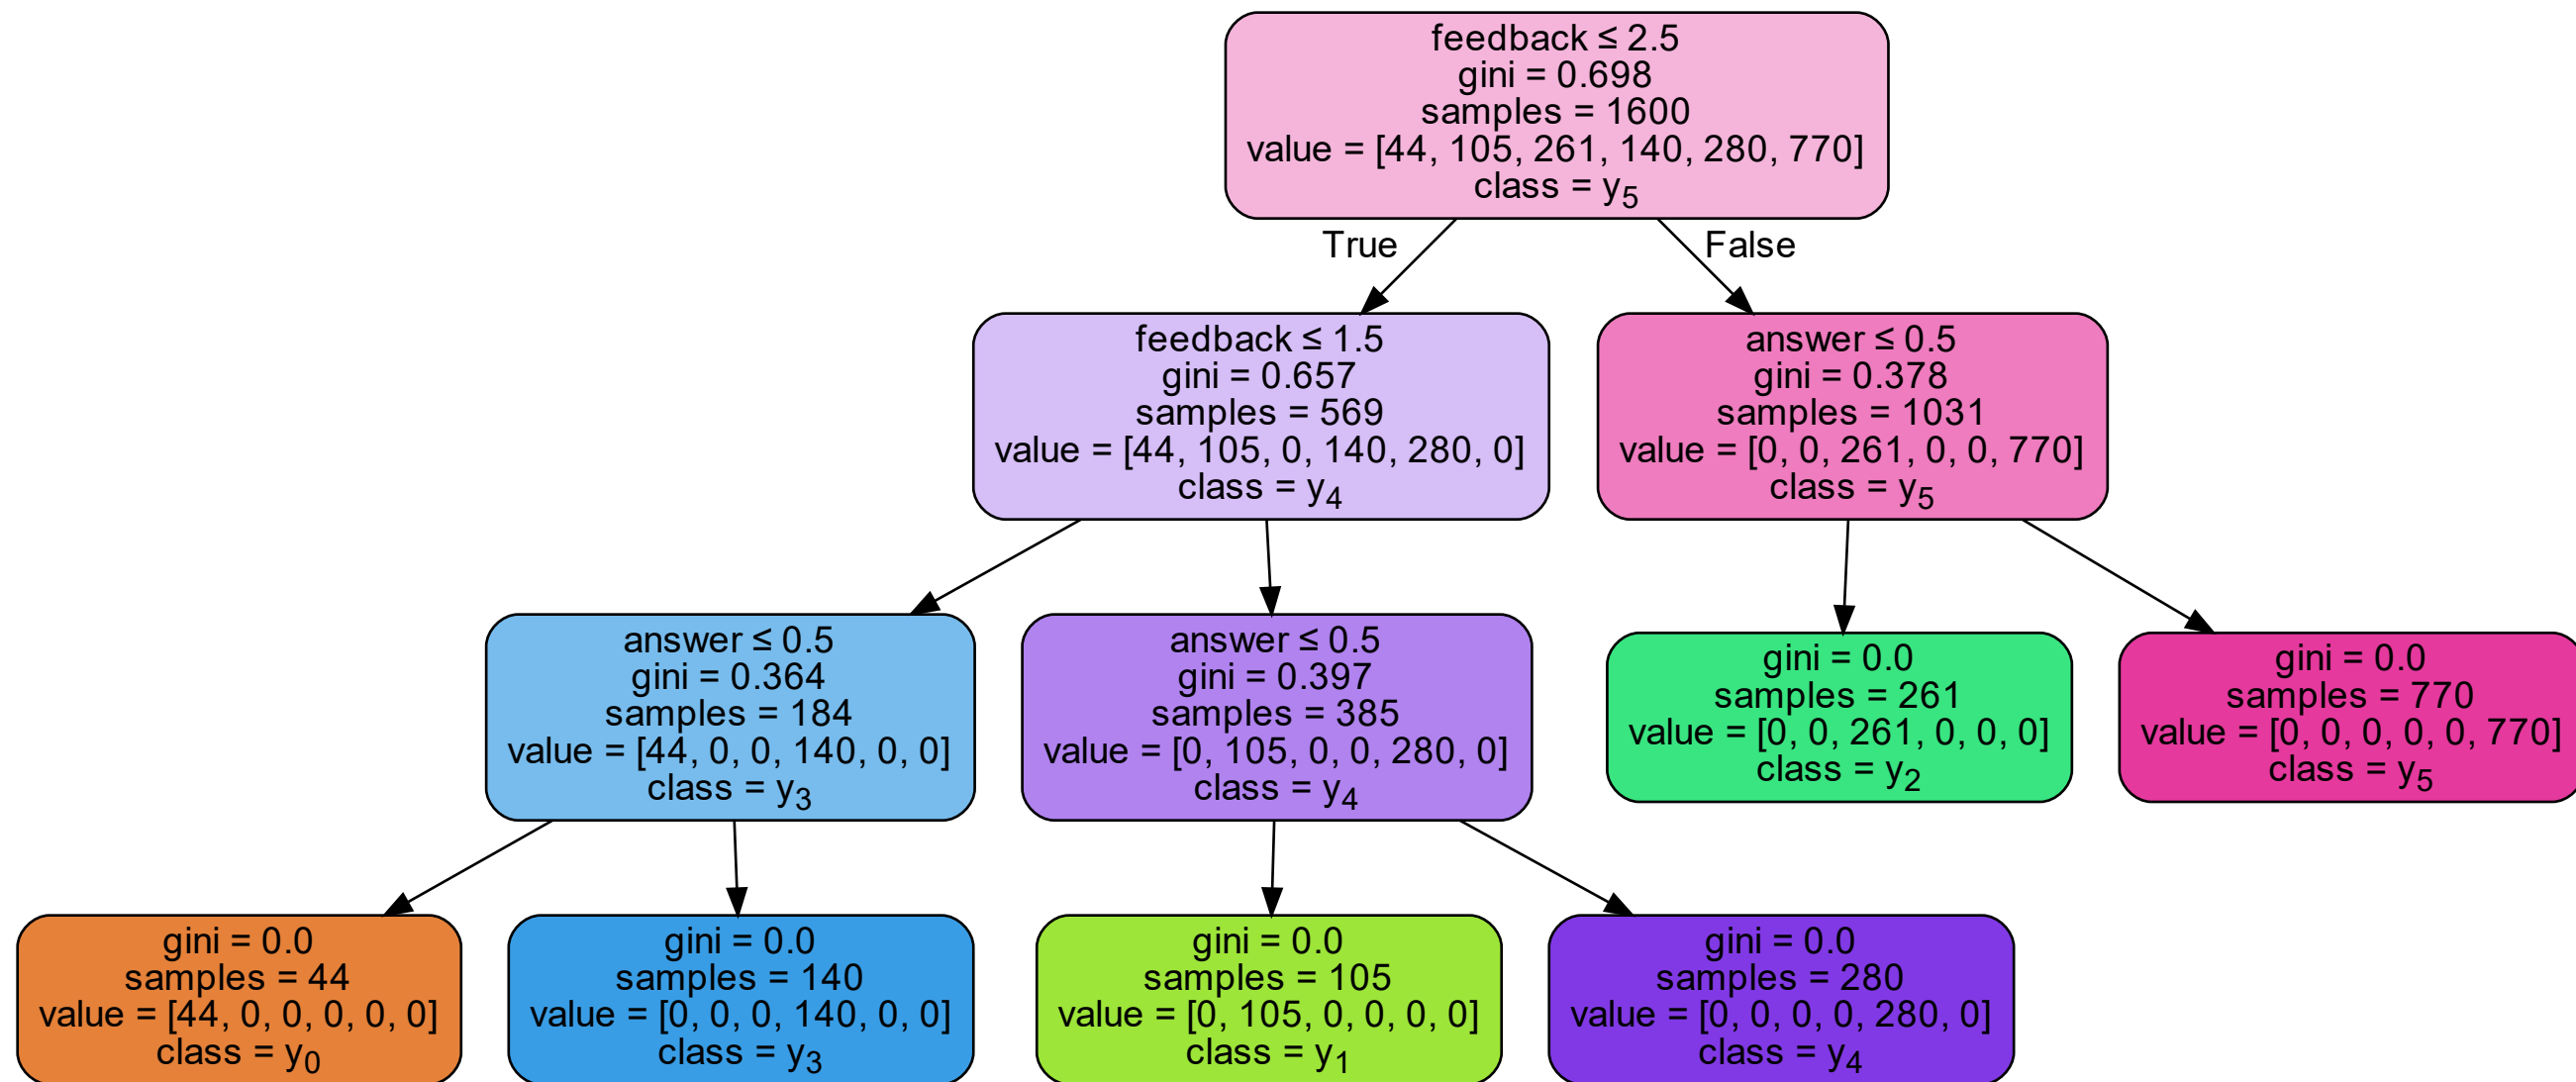 feedback ≤ 2.5
gini = 0.698
samples = 1600
value = [44, 105, 261, 140, 280, 770]
class = y5
True
False
feedback ≤ 1.5
gini = 0.657
samples = 569
value = [44, 105, 0, 140, 280, 0]
class = y4
answer ≤ 0.5
gini = 0.378
samples = 1031
value = [0, 0, 261, 0, 0, 770]
class = y5
answer ≤ 0.5
gini = 0.364
samples = 184
value = [44, 0, 0, 140, 0, 0]
class = y3
answer ≤ 0.5
gini = 0.397
samples = 385
value = [0, 105, 0, 0, 280, 0]
class = y4
gini = 0.0
samples = 261
value = [0, 0, 261, 0, 0, 0]
class = y2
gini = 0.0
samples = 770
value = [0, 0, 0, 0, 0, 770]
class = y5
gini = 0.0
samples = 44
value = [44, 0, 0, 0, 0, 0]
class = y0
gini = 0.0
samples = 140
value = [0, 0, 0, 140, 0, 0]
class = y3
gini = 0.0
samples = 105
value = [0, 105, 0, 0, 0, 0]
class = y1
gini = 0.0
samples = 280
value = [0, 0, 0, 0, 280, 0]
class = y4